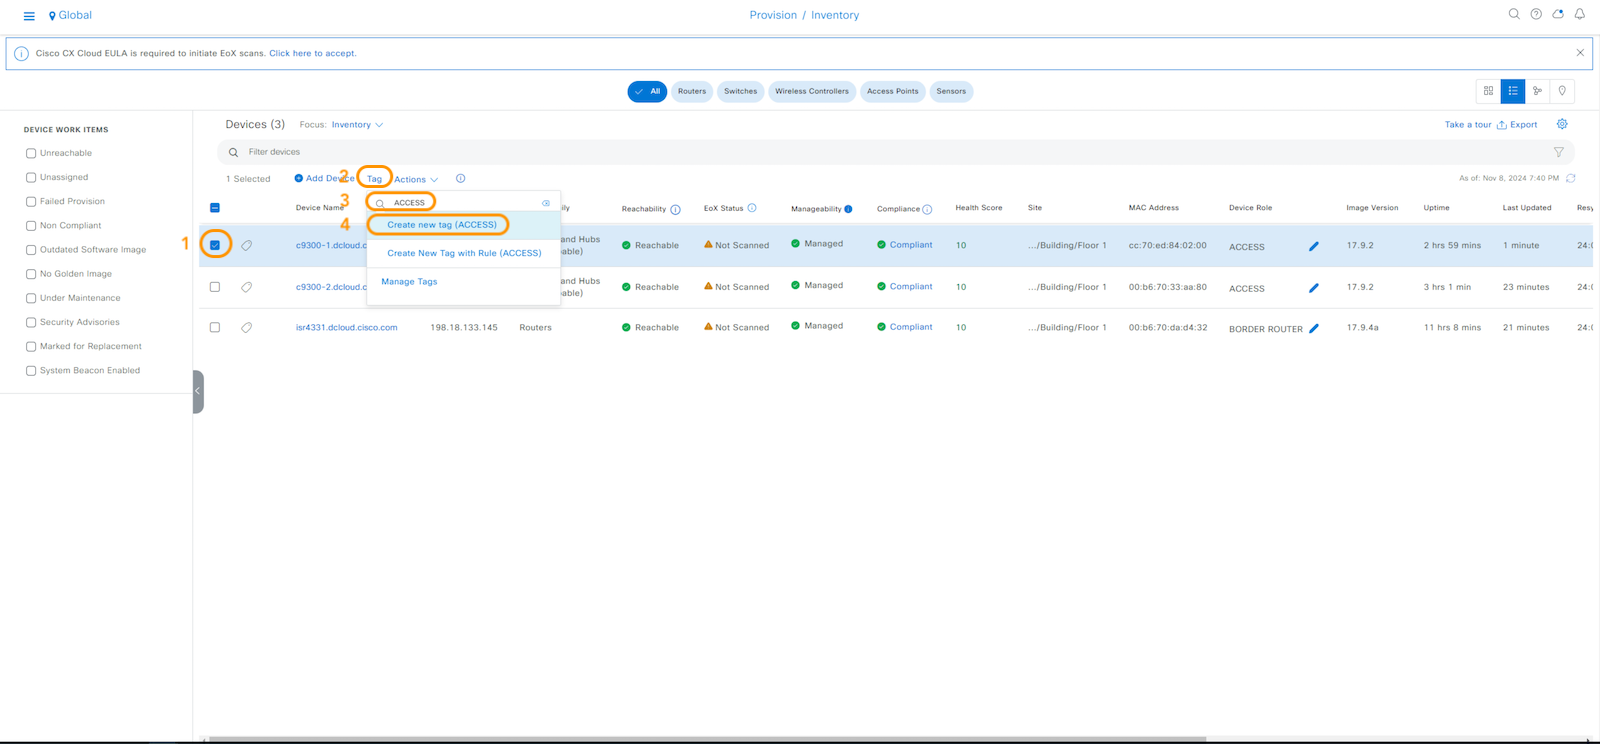 Global
Provision / Inventory
Cisco CX Cloud EULA is required to initiate EoX scans. Click here to accept.
All Routers Switches Wireless Controllers Access Points Sensors
DEVICE WORK ITEMS
Unreachable
Unassigned
Failed Provision
Non Compliant
Outdated Software Image
No Golden Image
Under Maintenance
Security Advisories
Marked for Replacement
System Beacon Enabled
Devices (3) Focus: Inventory
Take a tour Export
Filter devices
1 Selected Add Device 2 Tag Actions
As of: Nov 8, 2024 7:40 PM
3 ACCESS
4 Create new tag (ACCESS)
Create New Tag with Rule (ACCESS)
Manage Tags
Device Name ily Reachability EoX Status Manageability Compliance Health Score Site MAC Address Device Role Image Version Uptime Last Updated Resy
1 c9300-1.dcloud.c and Hubs
able) Reachable Not Scanned Managed Compliant 10 .../Building/Floor 1 cc:70:ed:84:02:00 ACCESS 17.9.2 2 hrs 59 mins 1 minute 24:0
c9300-2.dcloud.c and Hubs
able) Reachable Not Scanned Managed Compliant 10 .../Building/Floor 1 00:b6:70:33:aa:80 ACCESS 17.9.2 3 hrs 1 min 23 minutes 24:0
isr4331.dcloud.cisco.com 198.18.133.145 Routers Reachable Not Scanned Managed Compliant 10 .../Building/Floor 1 00:b6:70:da:d4:32 BORDER ROUTER 17.9.4a 11 hrs 8 mins 21 minutes 24:0